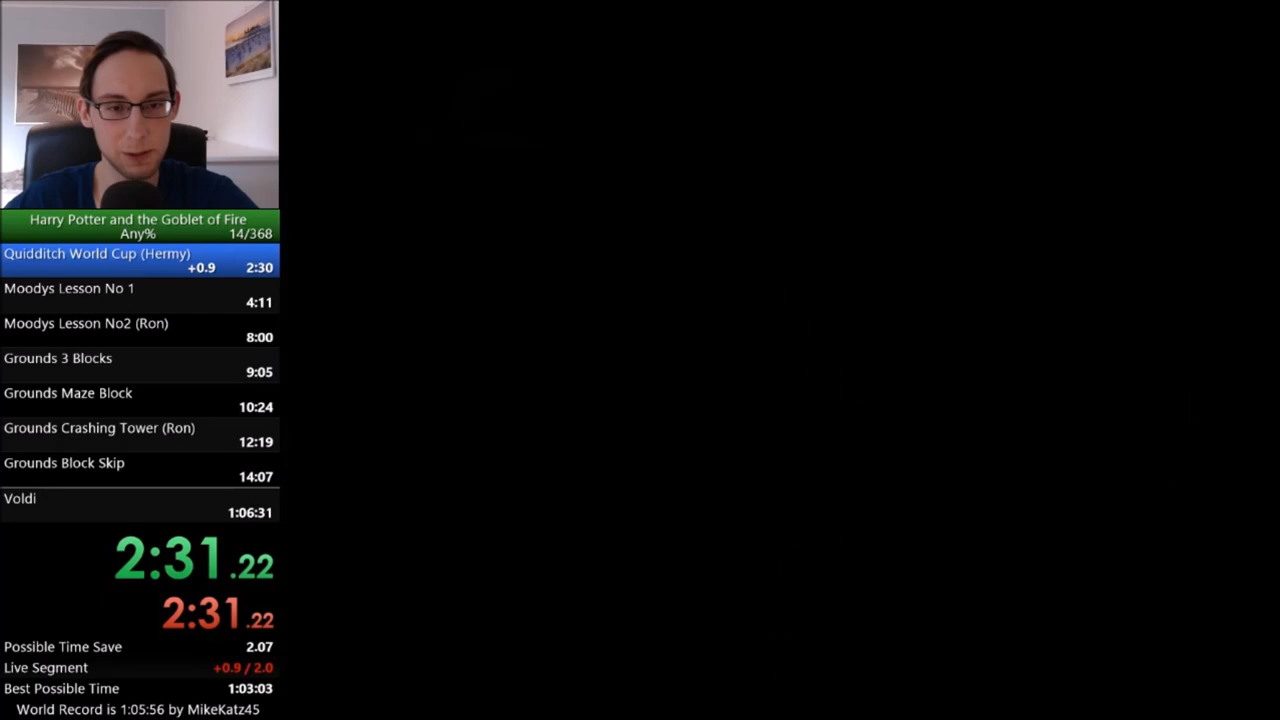 Harry Potter and the Goblet of Fire
Any% 14/368
Quidditch World Cup (Hermy)
+0.9 2:30
Moodys Lesson No 1
4:11
Moodys Lesson No2 (Ron)
8:00
Grounds 3 Blocks
9:05
Grounds Maze Block
10:24
Grounds Crashing Tower (Ron)
12:19
Grounds Block Skip
14:07
Voldi
1:06:31
2:31.22
2:31.22
Possible Time Save 2.07
Live Segment +0.9 / 2.0
Best Possible Time 1:03:03
World Record is 1:05:56 by MikeKatz45